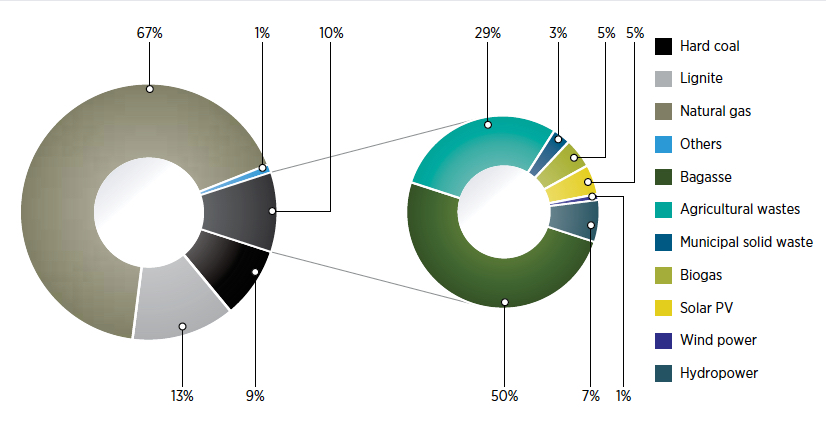 67% 1% 10% 29% 3% 5% 5%
Hard coal
Lignite
Natural gas
Others
Bagasse
Agricultural wastes
Municipal solid waste
Biogas
Solar PV
Wind power
Hydropower
13% 9% 50% 7% 1%